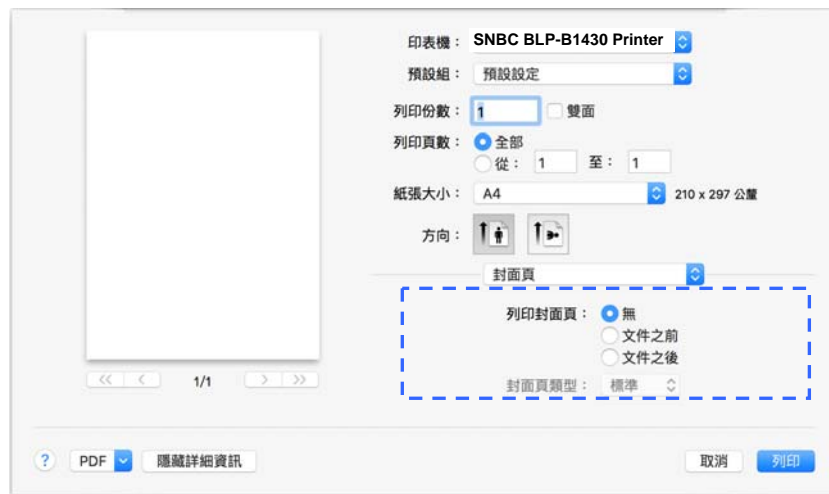 印表機： SNBC BLP-B1430 Printer
預設組： 預設設定
列印份數： 1 雙面
列印頁數： 全部
從： 1 至： 1
紙張大小： A4 210 x 297 公釐
方向：
封面頁
列印封面頁： 無
文件之前
文件之後
封面頁類型： 標準
<< < 1/1 > >>
? PDF 隱藏詳細資訊 取消 列印